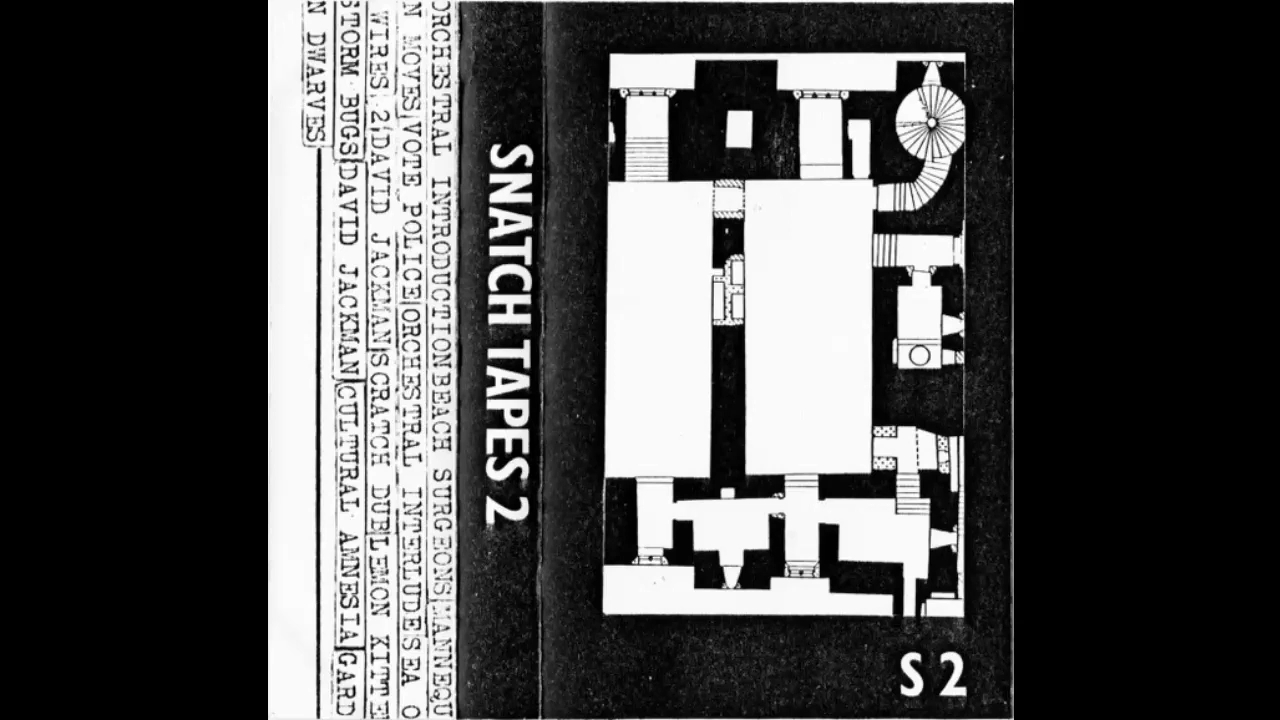 ORCHESTRAL INTRODUCTION BEACH SURGEONS MANNEQU
N MOVES VOTE POLICE ORCHESTRAL INTERLUDE SEA O
WIRES 2 DAVID JACKMAN SCRATCH DUB LEMON KITTE
STORM BUGS DAVID JACKMAN CULTURAL AMNESIA GARD
N DWARVES
SNATCH TAPES 2
S 2